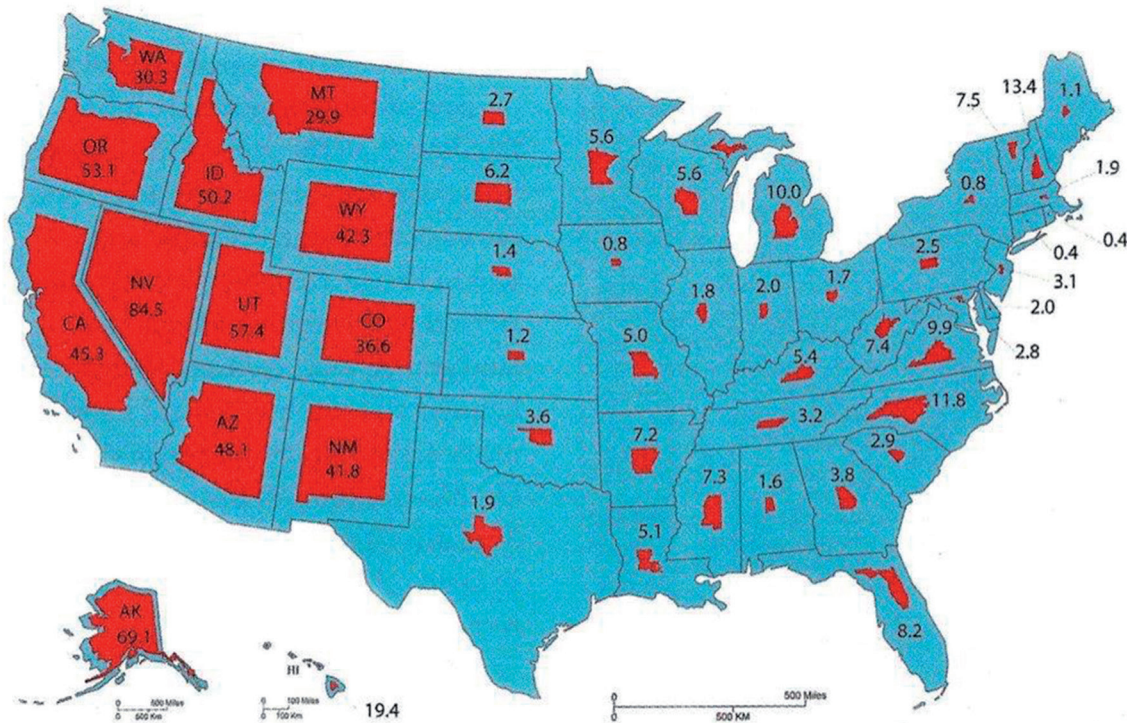 WA
30.3
MT
29.9
2.7
5.6
7.5
13.4
1.1
OR
53.1
ID
50.2
WY
42.3
6.2
5.6
10.0
0.8
1.9
0.4
0.4
NV
84.5
UT
57.4
CO
36.6
1.4
0.8
1.8
2.0
1.7
2.5
3.1
2.0
CA
45.3
1.2
5.0
5.4
7.4
9.9
2.8
AZ
48.1
NM
41.8
3.6
7.2
3.2
11.8
2.9
1.9
5.1
7.3
1.6
3.8
8.2
AK
69.1
500 Miles
0
500 Km
HI
0 100 Miles
0 100 Km
19.4
0 500 Miles
0 500 KM